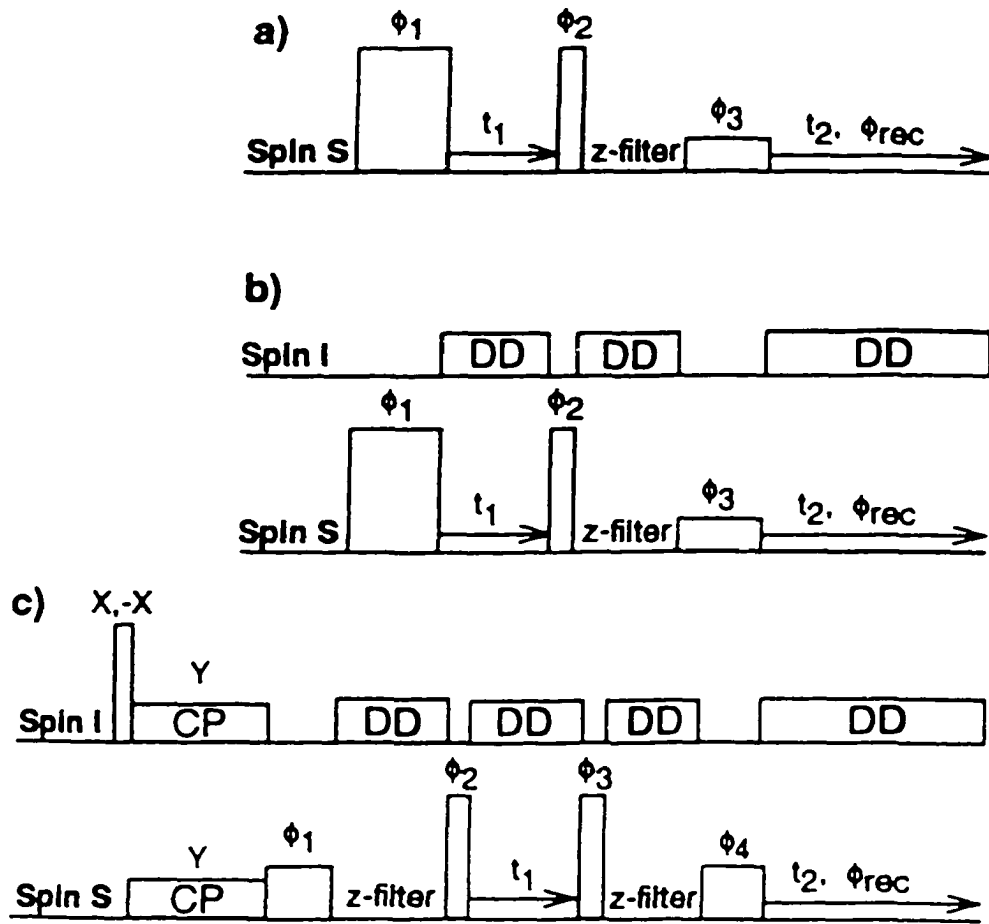 a)
ϕ1 ϕ2
t1 ϕ3 t2, ϕrec
Spin S z-filter
b)
Spin I DD DD DD
ϕ1 ϕ2
t1 ϕ3 t2, ϕrec
Spin S z-filter
c) X,-X
Y
Spin I CP DD DD DD DD
ϕ2 ϕ3
Y ϕ1 t1 ϕ4 t2, ϕrec
Spin S CP z-filter z-filter